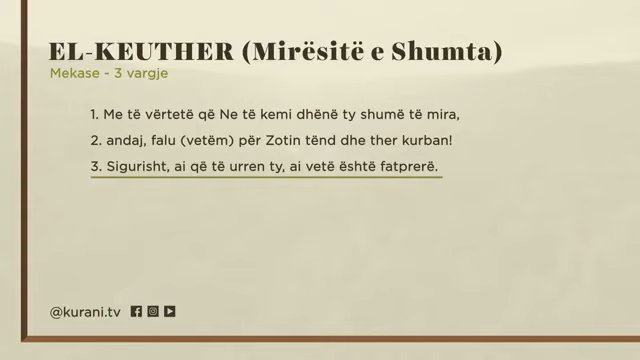 EL-KEUTHER (Mirësitë e Shumta)
Mekase - 3 vargje
1. Me të vërtetë që Ne të kemi dhënë ty shumë të mira,
2. andaj, falu (vetëm) për Zotin tënd dhe ther kurban!
3. Sigurisht, ai që të urren ty, ai vetë është fatprerë.
@kurani.tv